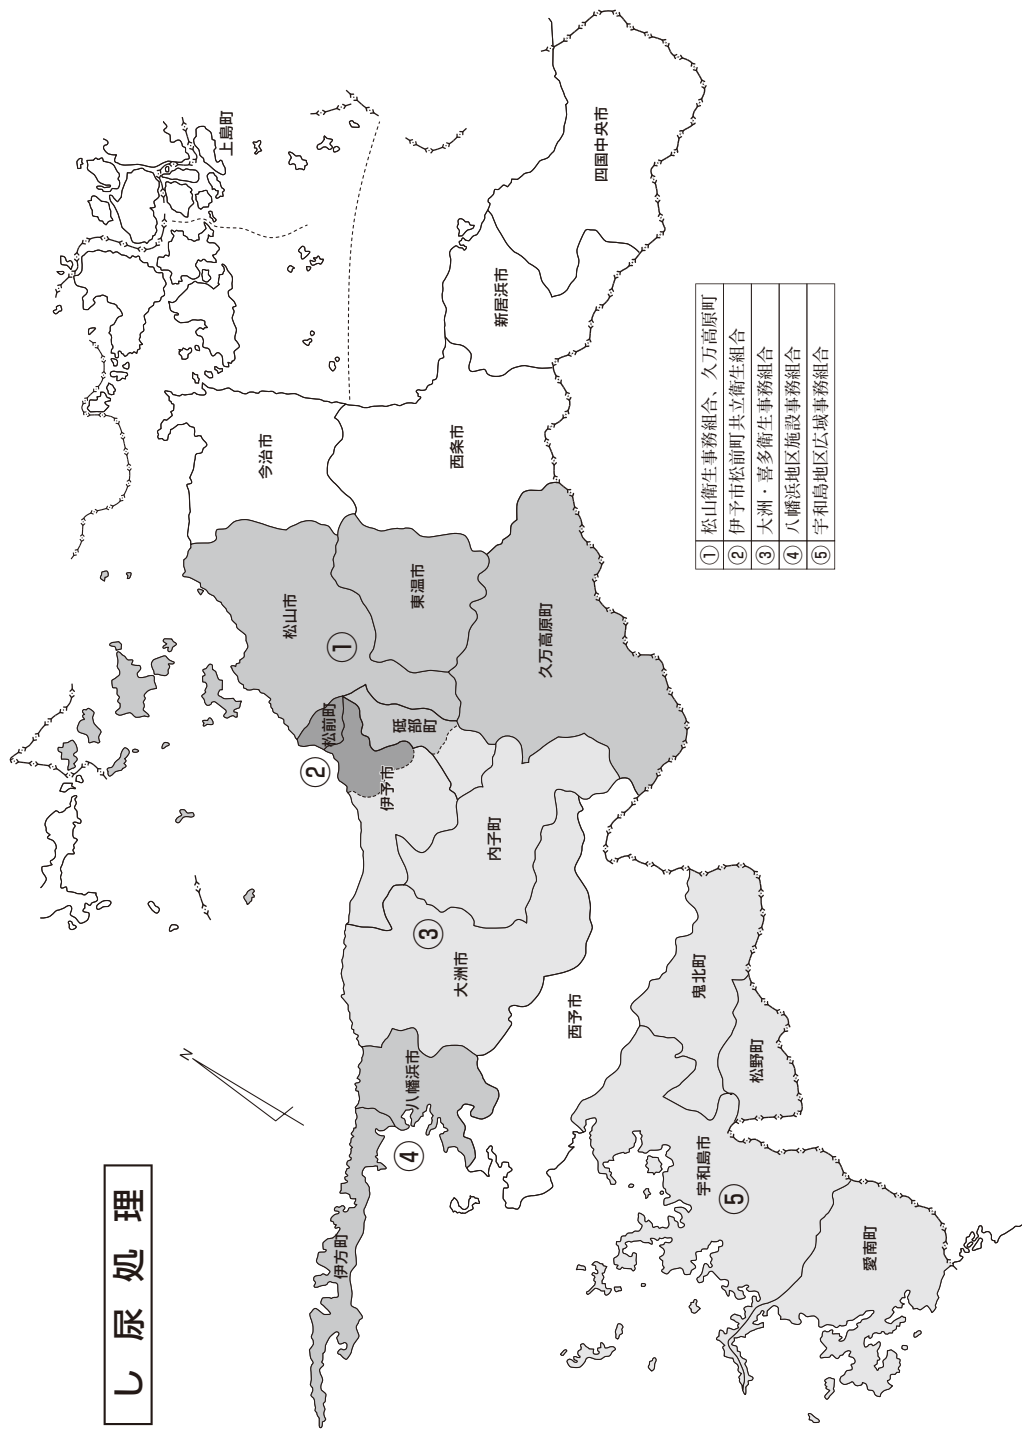 し尿処理
上島町
四国中央市
新居浜市
今治市
西条市
松山市
①
東温市
久万高原町
松前町
②
砥部町
伊予市
内子町
③
大洲市
西予市
鬼北町
松野町
八幡浜市
④
伊方町
宇和島市
⑤
愛南町
N
① 松山衛生事務組合、久万高原町
② 伊予市松前町共立衛生組合
③ 大洲・喜多衛生事務組合
④ 八幡浜地区施設事務組合
⑤ 宇和島地区広域事務組合